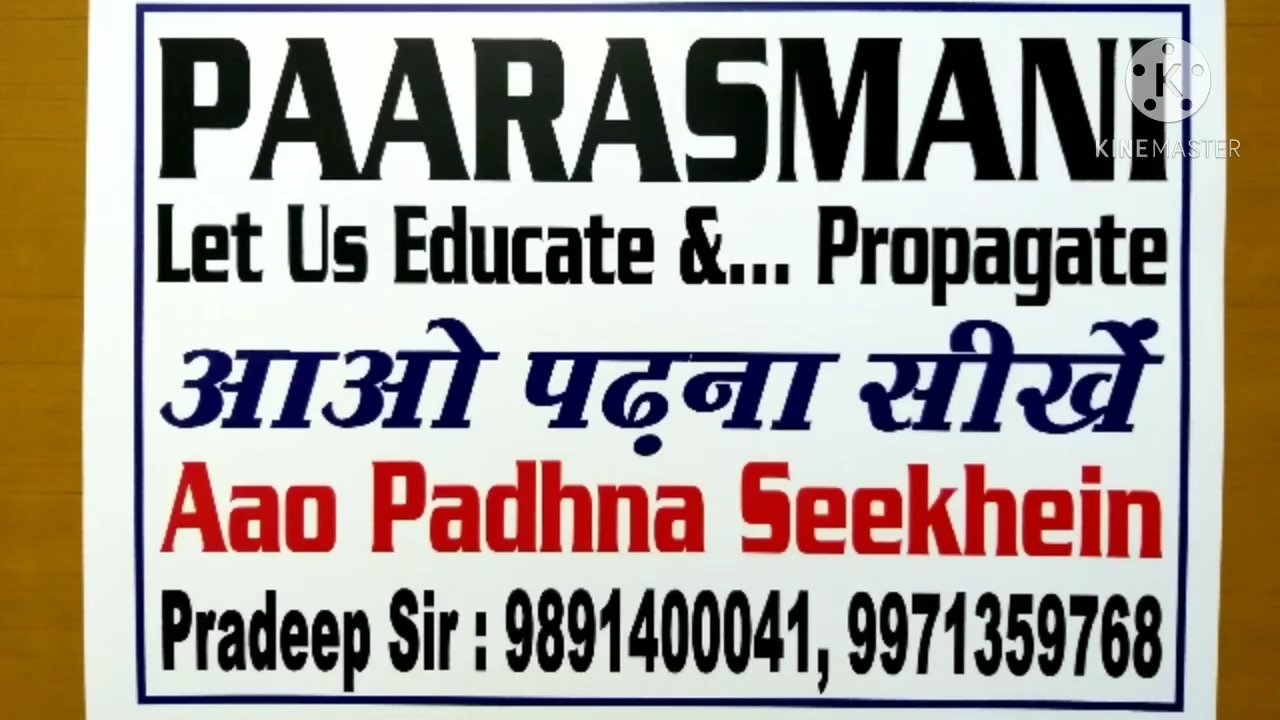 PAARASMANI
KINEMASTER
Let Us Educate &... Propagate
आओ पढ़ना सीखें
Aao Padhna Seekhein
Pradeep Sir : 9891400041, 9971359768